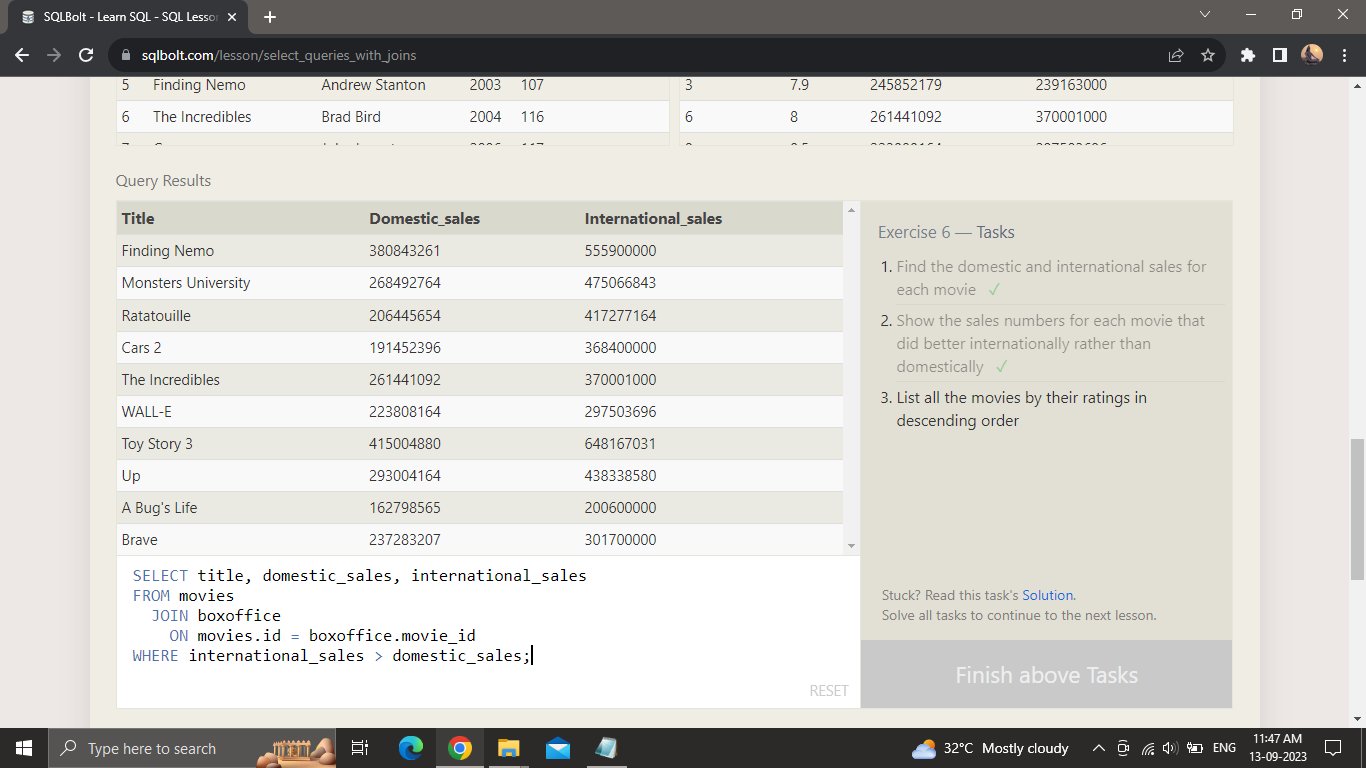 SQLBolt - Learn SQL - SQL Lesson
sqlbolt.com/lesson/select_queries_with_joins
5 Finding Nemo Andrew Stanton 2003 107 3 7.9 245852179 239163000
6 The Incredibles Brad Bird 2004 116 6 8 261441092 370001000
Query Results
Title Domestic_sales International_sales
Finding Nemo 380843261 555900000
Monsters University 268492764 475066843
Ratatouille 206445654 417277164
Cars 2 191452396 368400000
The Incredibles 261441092 370001000
WALL-E 223808164 297503696
Toy Story 3 415004880 648167031
Up 293004164 438338580
A Bug's Life 162798565 200600000
Brave 237283207 301700000
SELECT title, domestic_sales, international_sales
FROM movies
JOIN boxoffice
ON movies.id = boxoffice.movie_id
WHERE international_sales > domestic_sales;
RESET
Exercise 6 — Tasks
1. Find the domestic and international sales for
each movie ✓
2. Show the sales numbers for each movie that
did better internationally rather than
domestically ✓
3. List all the movies by their ratings in
descending order
Stuck? Read this task's Solution.
Solve all tasks to continue to the next lesson.
Finish above Tasks
Type here to search
32°C Mostly cloudy
ENG
11:47 AM
13-09-2023